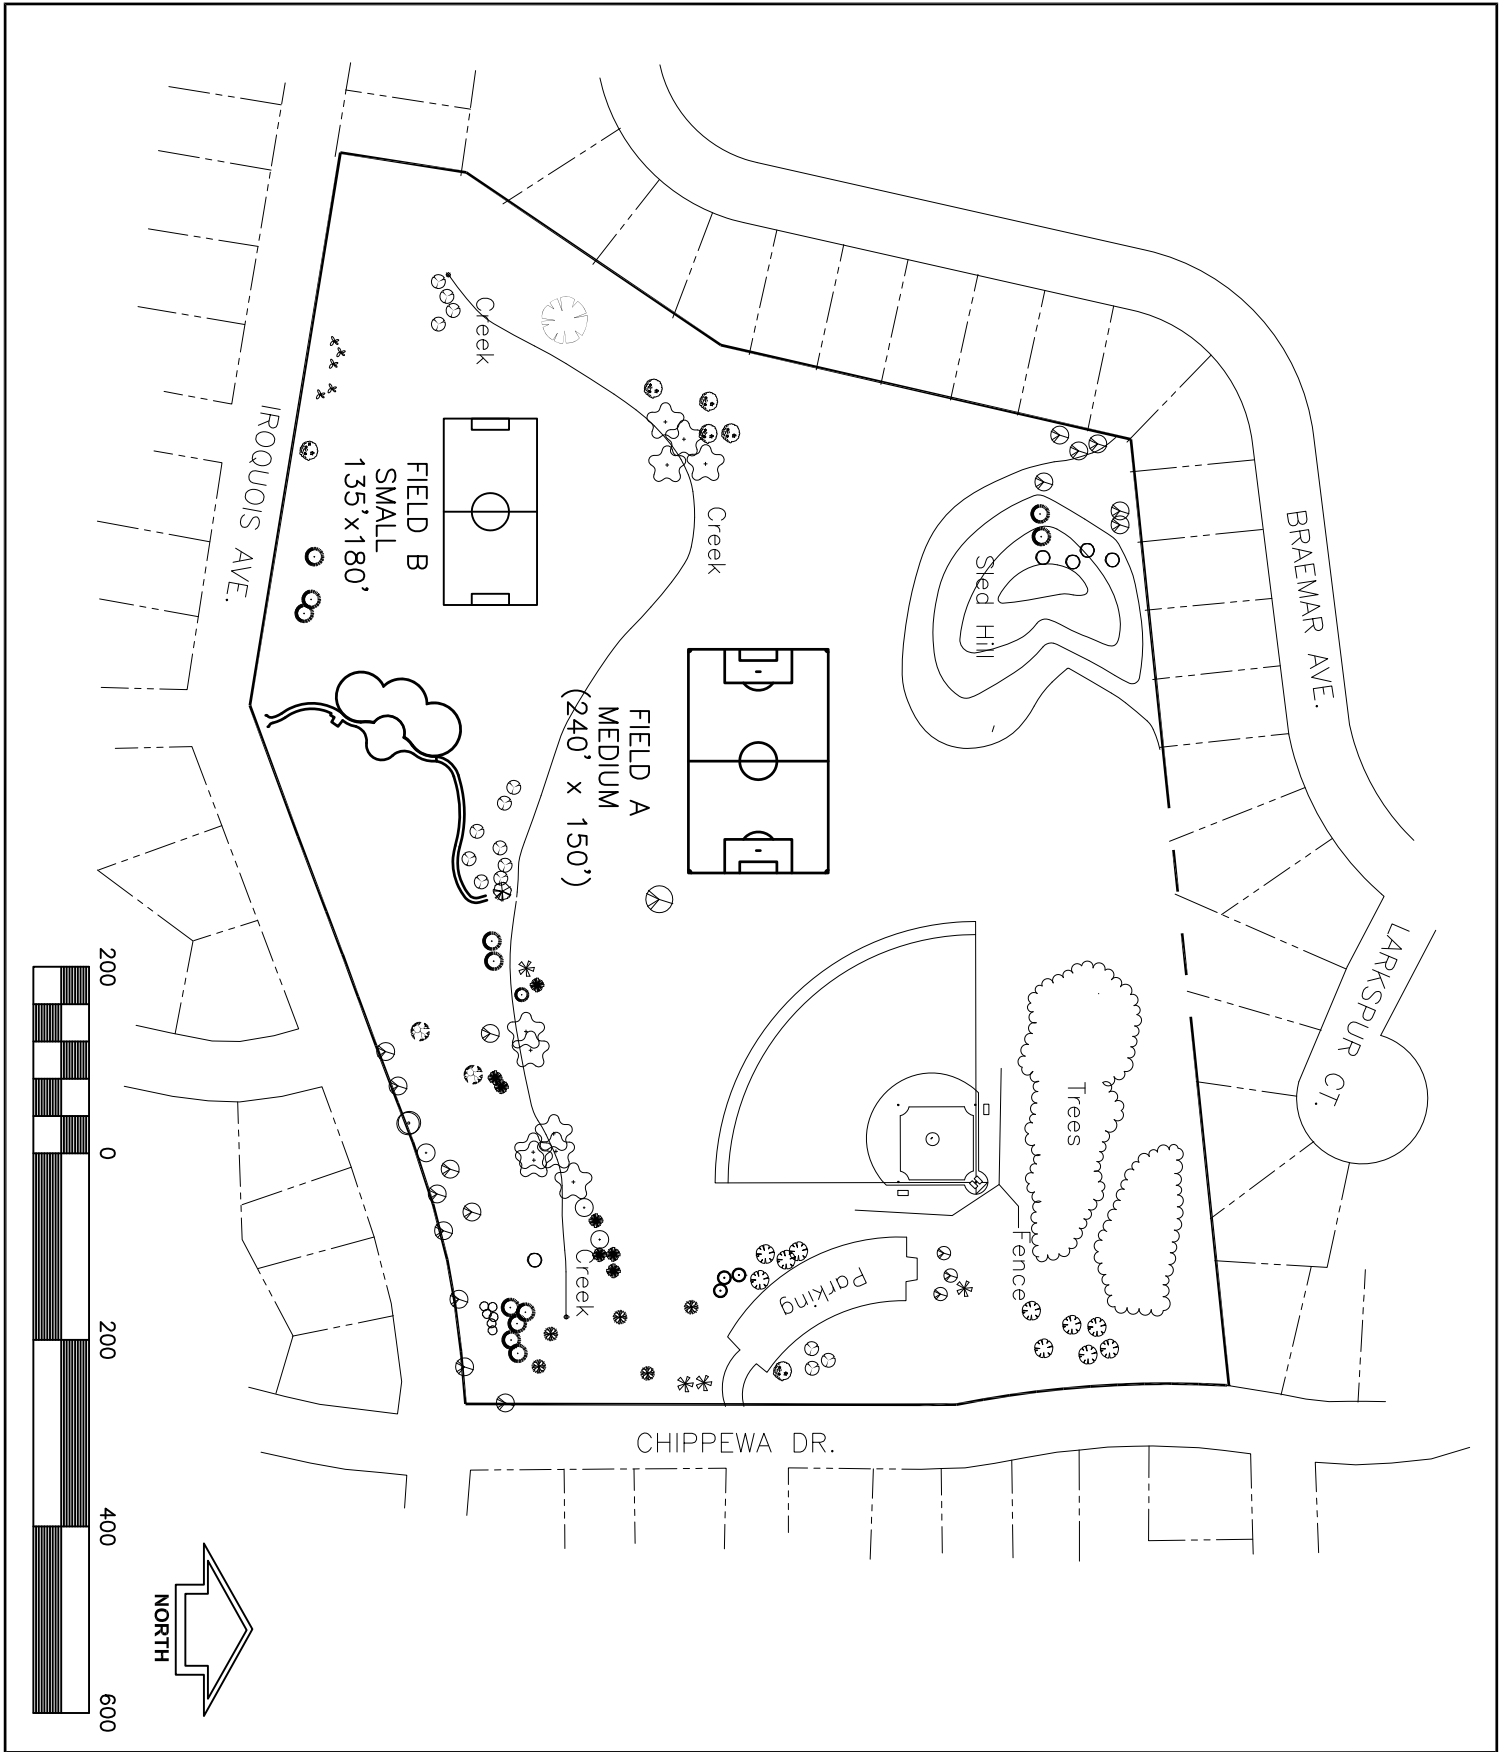 BRAEMAR AVE.
LARKSPUR CT.
Sled Hill
Trees
Fence
Creek
Creek
FIELD A
MEDIUM
(240' x 150')
Parking
Creek
FIELD B
SMALL
135'x180'
IROQUOIS AVE.
CHIPPEWA DR.
200
0
200
400
600
NORTH